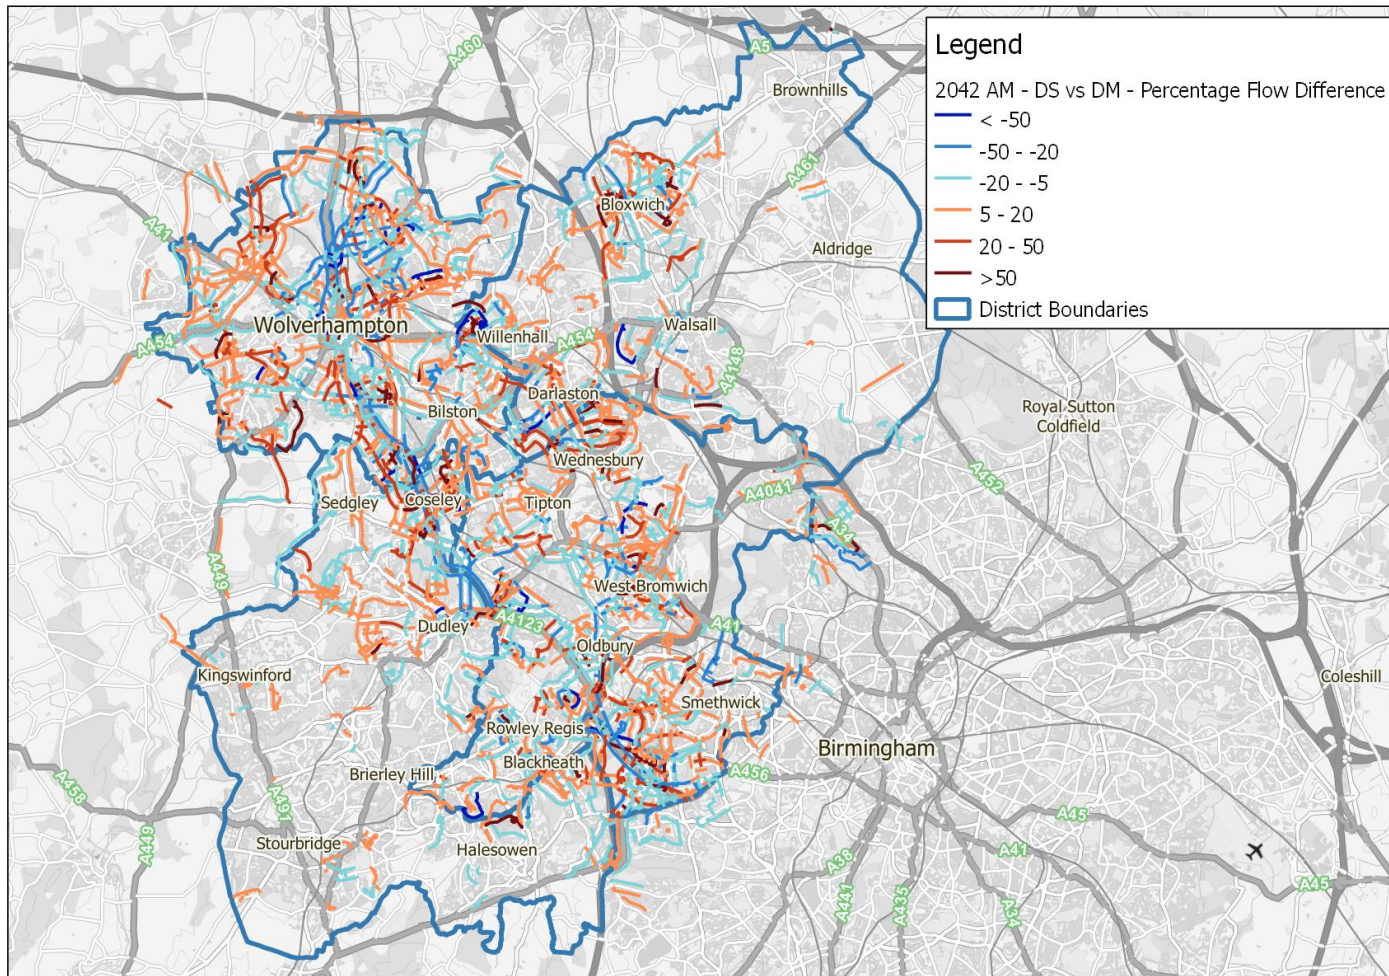 Legend
2042 AM - DS vs DM - Percentage Flow Difference
< -50
-50 - -20
-20 - -5
5 - 20
20 - 50
>50
District Boundaries
A460
A5
Brownhills
A461
Bloxwich
A41
Aldridge
Wolverhampton
Willenhall
Walsall
A454
A454
A4148
Darlaston
Bilston
Royal Sutton
Coldfield
Wednesbury
A452
Sedgley
Coseley
Tipton
A4041
A34
A449
West Bromwich
Dudley
A4123
A41
Oldbury
Kingswinford
Coleshill
Smethwick
Rowley Regis
Birmingham
Blackheath
Brierley Hill
A456
A458
A491
A449
A45
Stourbridge
Halesowen
A38
A41
A441
A435
A34
A45